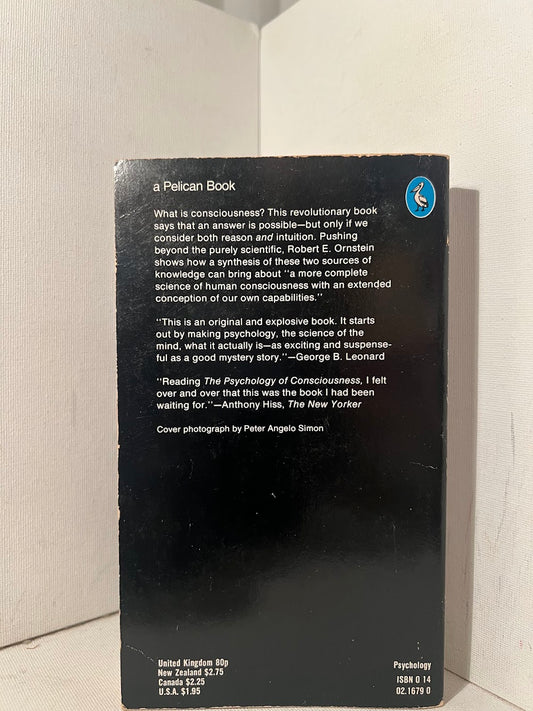 a Pelican Book
What is consciousness? This revolutionary book
says that an answer is possible—but only if we
consider both reason and intuition. Pushing
beyond the purely scientific, Robert E. Ornstein
shows how a synthesis of these two sources of
knowledge can bring about "a more complete
science of human consciousness with an extended
conception of our own capabilities."
"This is an original and explosive book. It starts
out by making psychology, the science of the
mind, what it actually is—as exciting and suspense-
ful as a good mystery story."—George B. Leonard
"Reading The Psychology of Consciousness, I felt
over and over that this was the book I had been
waiting for."—Anthony Hiss, The New Yorker
Cover photograph by Peter Angelo Simon
United Kingdom 80p
New Zealand $2.75
Canada $2.25
U.S.A. $1.95
Psychology
ISBN 0 14
02.1679 0